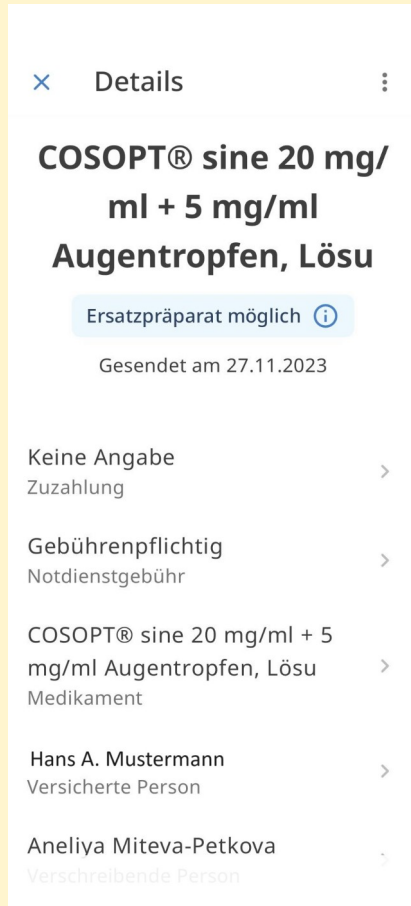 Details
COSOPT® sine 20 mg/
ml + 5 mg/ml
Augentropfen, Lösu
Ersatzpräparat möglich
Gesendet am 27.11.2023
Keine Angabe
Zuzahlung
Gebührenpflichtig
Notdienstgebühr
COSOPT® sine 20 mg/ml + 5
mg/ml Augentropfen, Lösu
Medikament
Hans A. Mustermann
Versicherte Person
Aneliya Miteva-Petkova
Verschreibende Person